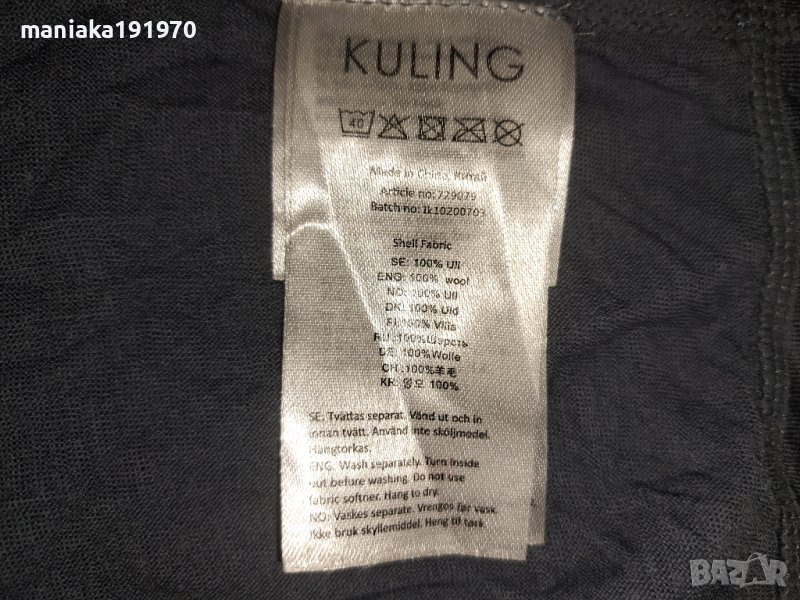 maniaka191970
KULING
40
Made in China, Китай
Article no: 729079
Batch no: lk10200703
Shell Fabric
SE: 100% Ull
ENG: 100% wool
NO: 100% Ull
DK: 100% Uld
FI: 100% Villa
RU: 100%Шерсть
DE: 100%Wolle
CH: 100%羊毛
KR: 양모 100%
SE: Tvättas separat. Vänd ut och in
innan tvätt. Använd inte sköljmedel.
Hängtorkas.
ENG: Wash separately. Turn inside
out before washing. Do not use
fabric softner. Hang to dry.
NO: Vaskes separate. Vrenges før vask.
Ikke bruk skyllemiddel. Heng til tørk.
BAZAR